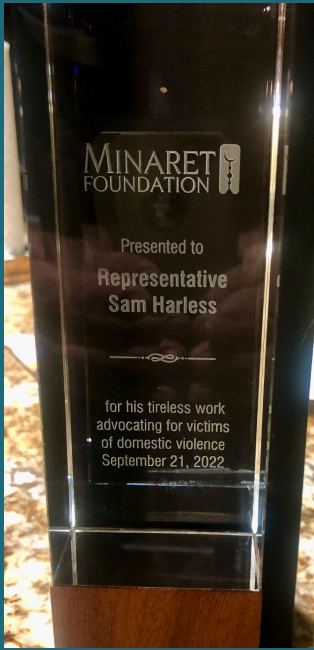 MINARET
FOUNDATION
Presented to
Representative
Sam Harless
for his tireless work
advocating for victims
of domestic violence
September 21, 2022